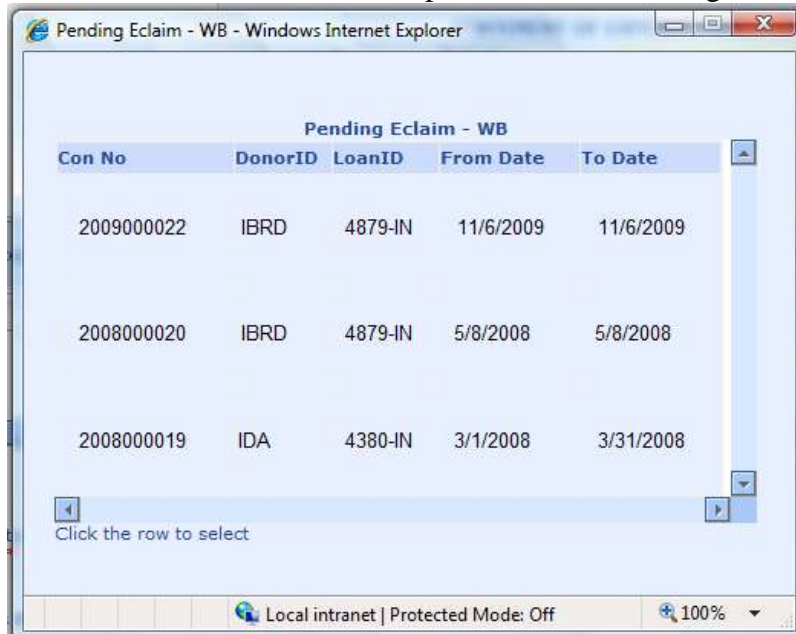 Pending Eclaim - WB - Windows Internet Explorer
Pending Eclaim - WB
Con No DonorID LoanID From Date To Date
2009000022 IBRD 4879-IN 11/6/2009 11/6/2009
2008000020 IBRD 4879-IN 5/8/2008 5/8/2008
2008000019 IDA 4380-IN 3/1/2008 3/31/2008
Click the row to select
Local intranet | Protected Mode: Off 100%